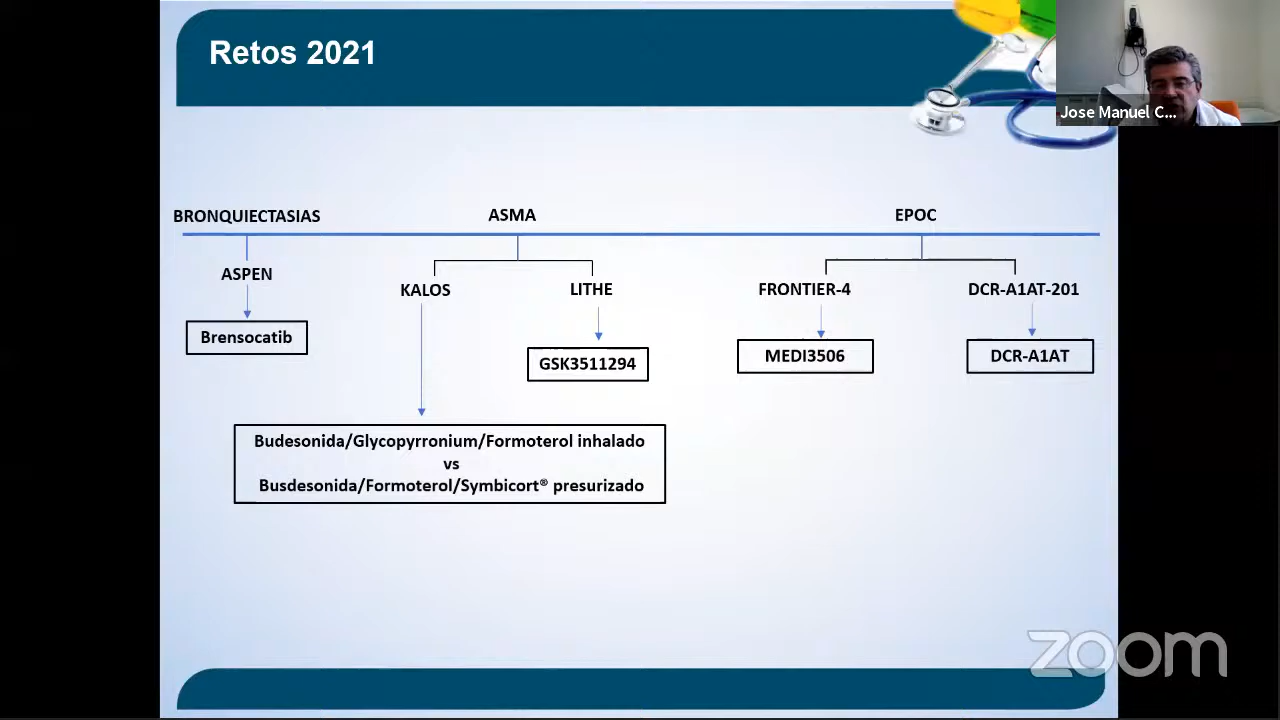 Retos 2021
Jose Manuel C...
BRONQUIECTASIAS
ASMA
EPOC
ASPEN
KALOS
LITHE
FRONTIER-4
DCR-A1AT-201
Brensocatib
GSK3511294
MEDI3506
DCR-A1AT
Budesonida/Glycopyrronium/Formoterol inhalado
vs
Busdesonida/Formoterol/Symbicort® presurizado
zoom